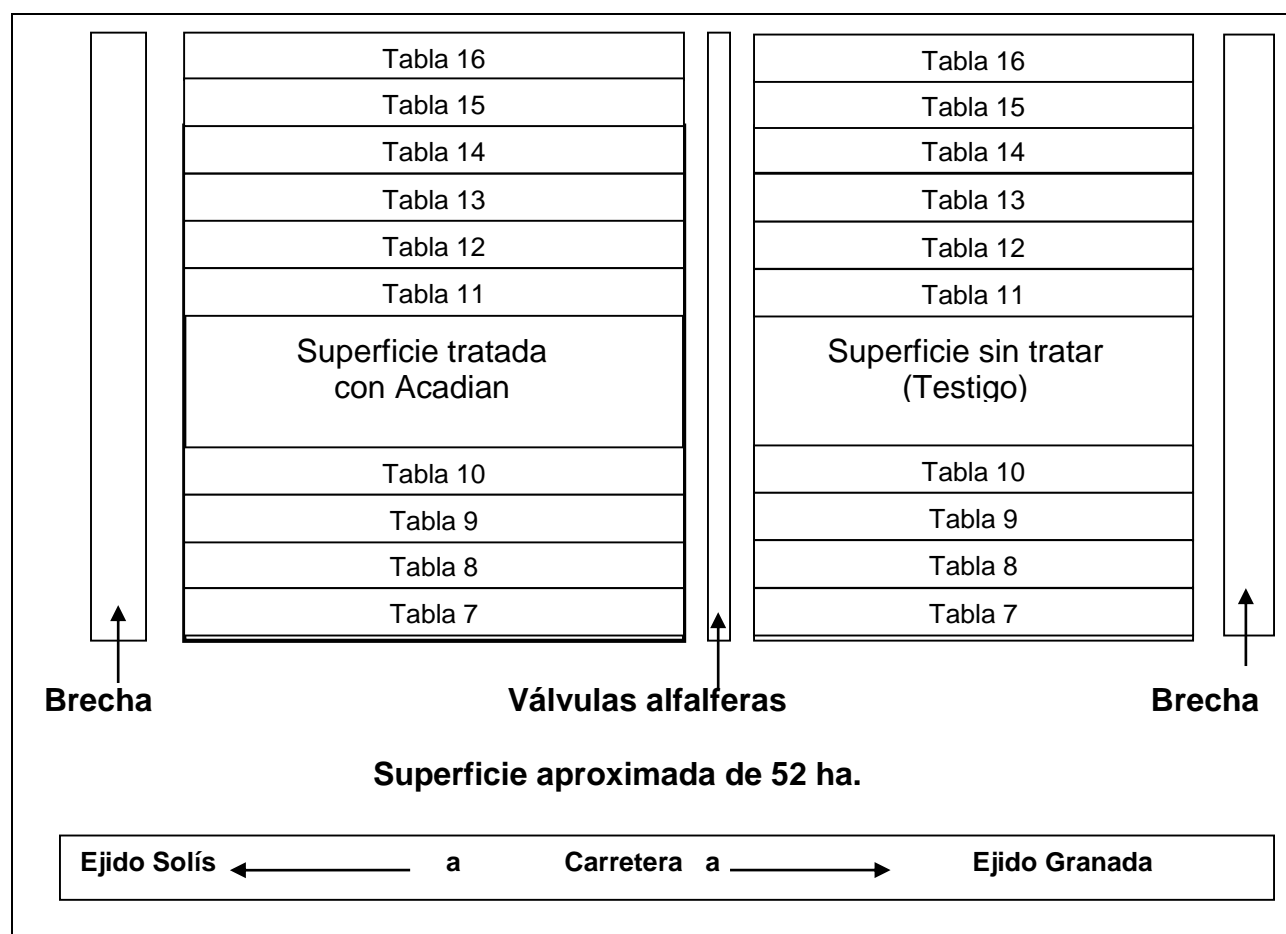 Tabla 16
Tabla 15
Tabla 14
Tabla 13
Tabla 12
Tabla 11
Superficie tratada
con Acadian
Tabla 10
Tabla 9
Tabla 8
Tabla 7
Tabla 16
Tabla 15
Tabla 14
Tabla 13
Tabla 12
Tabla 11
Superficie sin tratar
(Testigo)
Tabla 10
Tabla 9
Tabla 8
Tabla 7
Brecha Válvulas alfalferas Brecha
Superficie aproximada de 52 ha.
Ejido Solís a Carretera a Ejido Granada